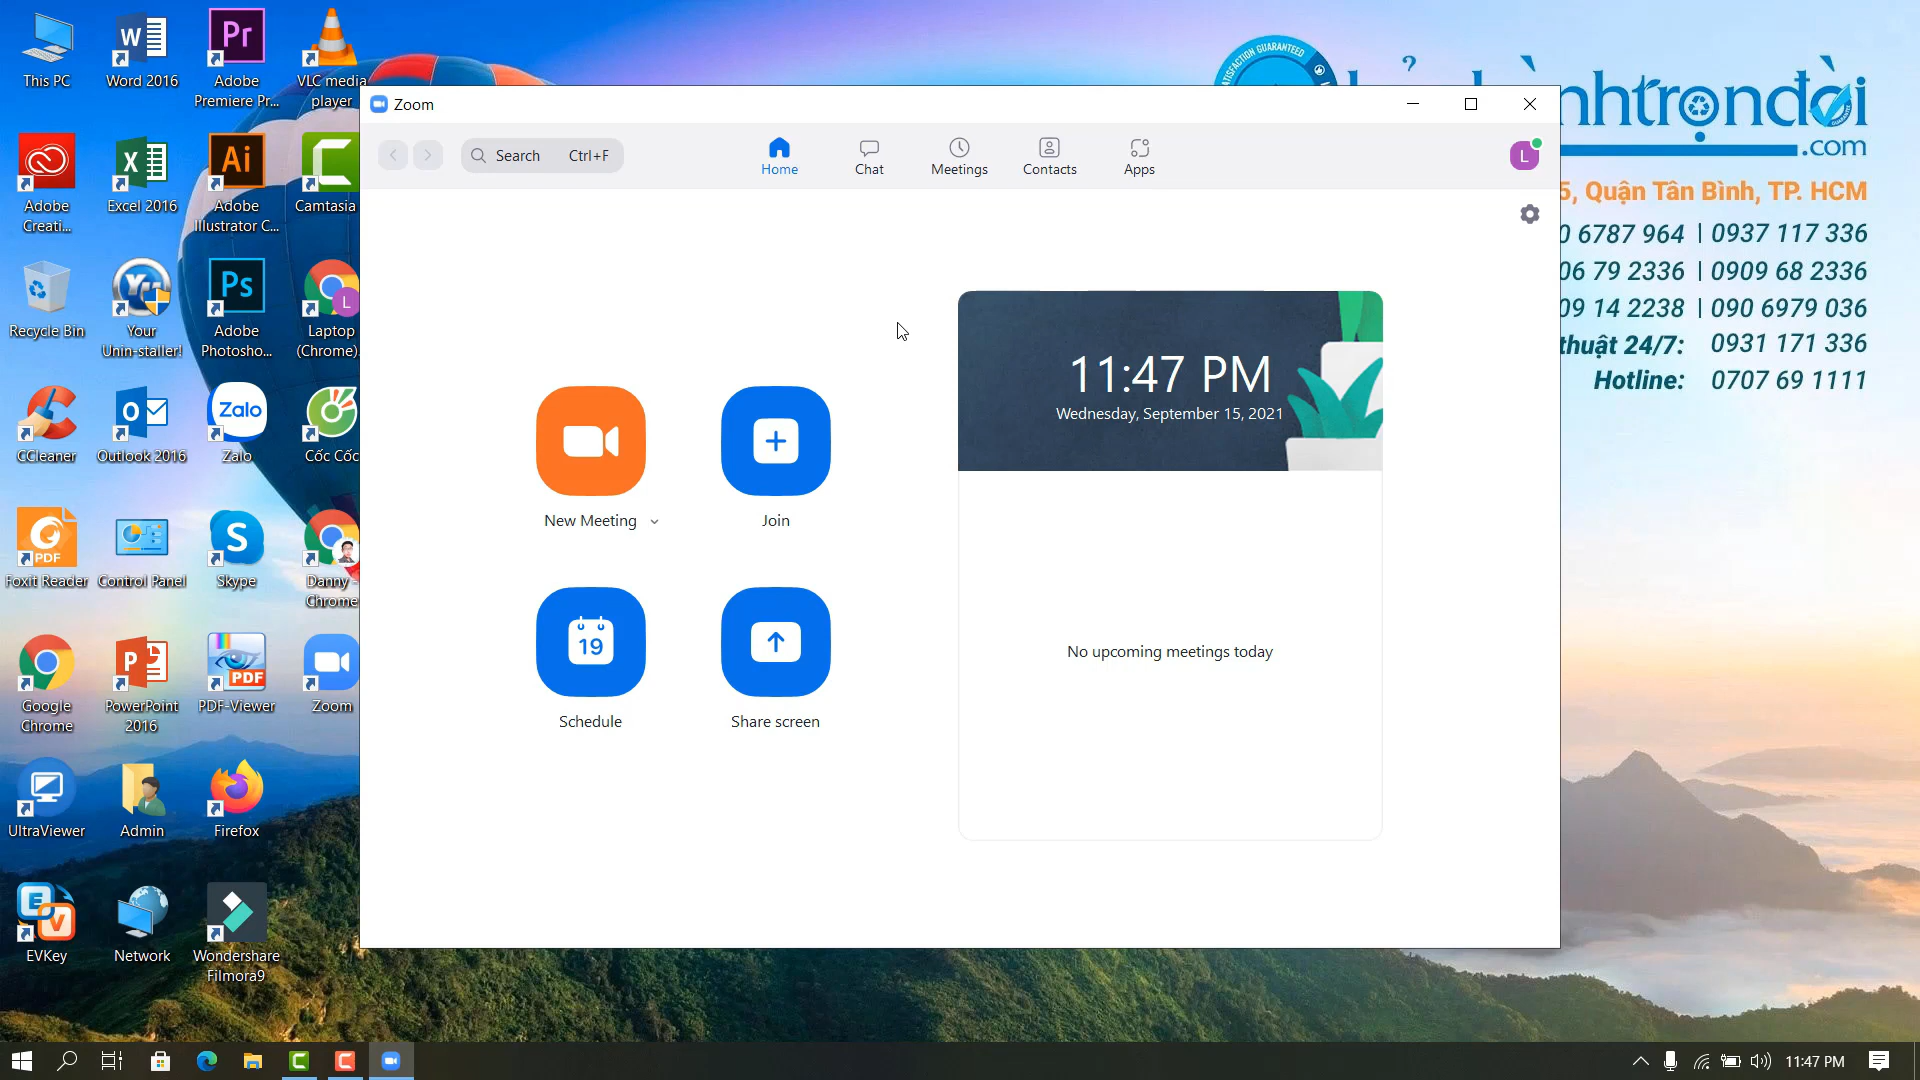 This PC
Word 2016
Adobe
Premiere Pr...
VLC media
player
Adobe
Creati...
Excel 2016
Adobe
Illustrator C...
Camtasia
Recycle Bin
Your
Unin-staller!
Adobe
Photosho...
Laptop
(Chrome)
CCleaner
Outlook 2016
Zalo
Cốc Cốc
Foxit Reader
Control Panel
Skype
Danny -
Chrome
Google
Chrome
PowerPoint
2016
PDF-Viewer
Zoom
UltraViewer
Admin
Firefox
EVKey
Network
Wondershare
Filmora9
Zoom
Search Ctrl+F
Home
Chat
Meetings
Contacts
Apps
L
New Meeting
Join
19
Schedule
Share screen
11:47 PM
Wednesday, September 15, 2021
No upcoming meetings today
SATISFACTION GUARANTEED
nhtrọnđời
.com
5, Quận Tân Bình, TP. HCM
0 6787 964 | 0937 117 336
06 79 2336 | 0909 68 2336
09 14 2238 | 090 6979 036
thuật 24/7: 0931 171 336
Hotline: 0707 69 1111
11:47 PM